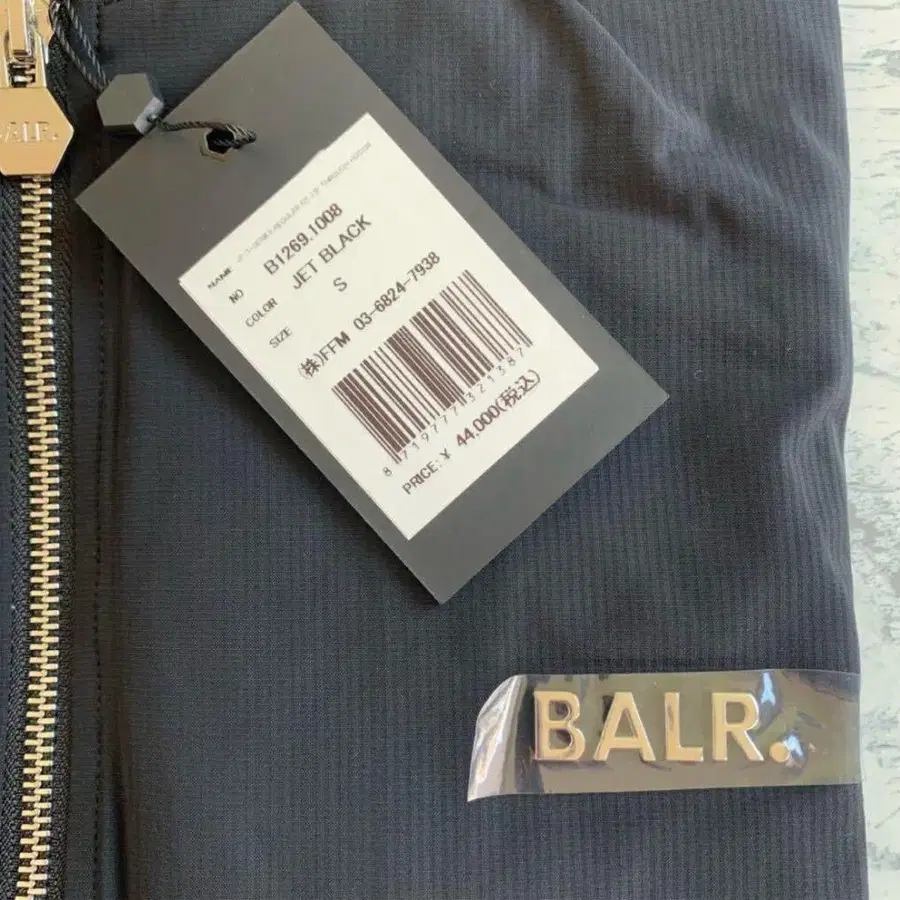 BALR.
NAME
NO B1269.1008
COLOR JET BLACK
SIZE S
(株)FFM 03-6824-7938
8719777321387
PRICE:¥ 44,000(税込)
BALR.